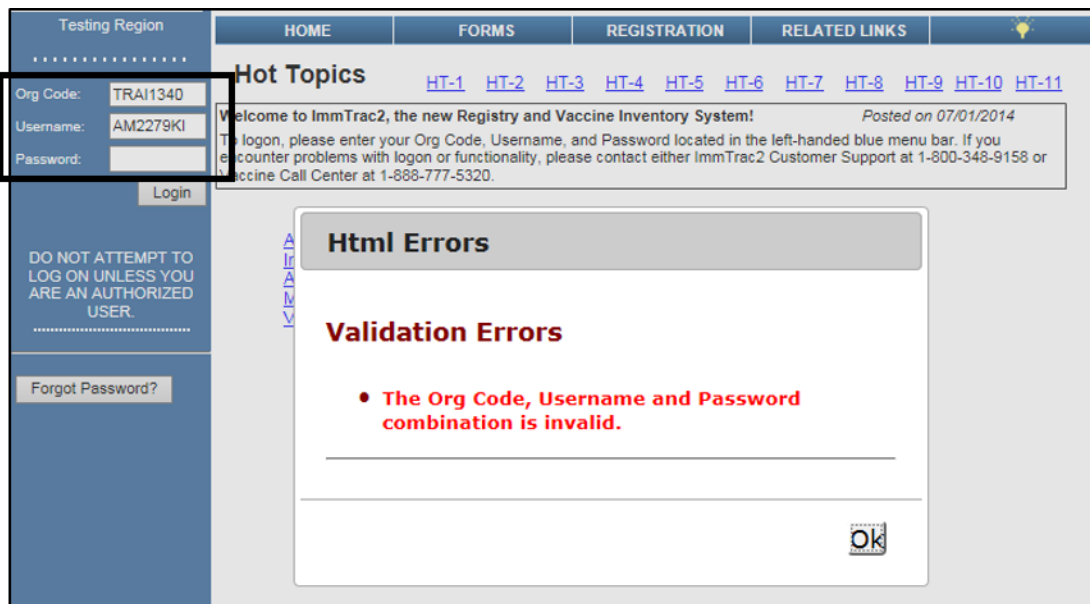 Testing Region
HOME FORMS REGISTRATION RELATED LINKS
Hot Topics HT-1 HT-2 HT-3 HT-4 HT-5 HT-6 HT-7 HT-8 HT-9 HT-10 HT-11
Org Code: TRAI1340
Username: AM2279KI
Password:
Login
DO NOT ATTEMPT TO
LOG ON UNLESS YOU
ARE AN AUTHORIZED
USER.
Forgot Password?
Welcome to ImmTrac2, the new Registry and Vaccine Inventory System! Posted on 07/01/2014
To logon, please enter your Org Code, Username, and Password located in the left-handed blue menu bar. If you
encounter problems with logon or functionality, please contact either ImmTrac2 Customer Support at 1-800-348-9158 or
Vaccine Call Center at 1-888-777-5320.
Html Errors
Validation Errors
• The Org Code, Username and Password
combination is invalid.
Ok